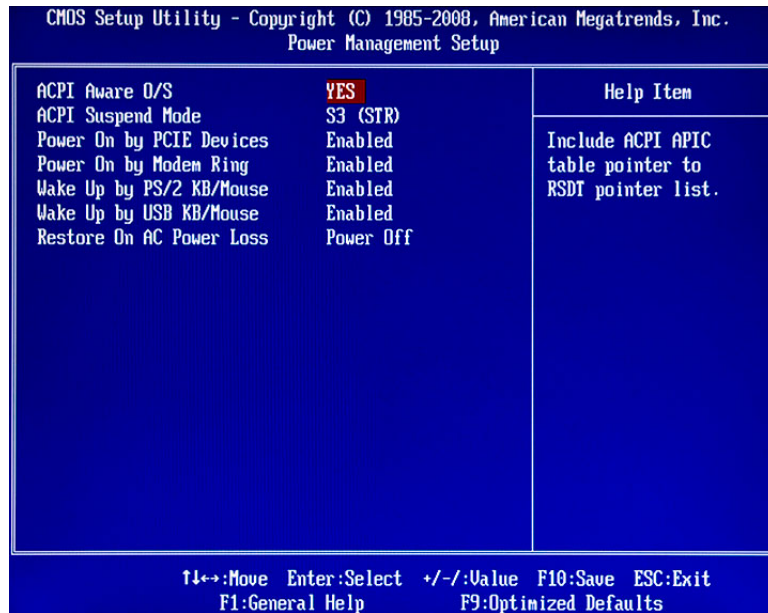 CMOS Setup Utility - Copyright (C) 1985-2008, American Megatrends, Inc.
Power Management Setup
ACPI Aware O/S YES
ACPI Suspend Mode S3 (STR)
Power On by PCIE Devices Enabled
Power On by Modem Ring Enabled
Wake Up by PS/2 KB/Mouse Enabled
Wake Up by USB KB/Mouse Enabled
Restore On AC Power Loss Power Off
Help Item
Include ACPI APIC
table pointer to
RSDT pointer list.
↑↓↔:Move Enter:Select +/-/:Value F10:Save ESC:Exit
F1:General Help F9:Optimized Defaults